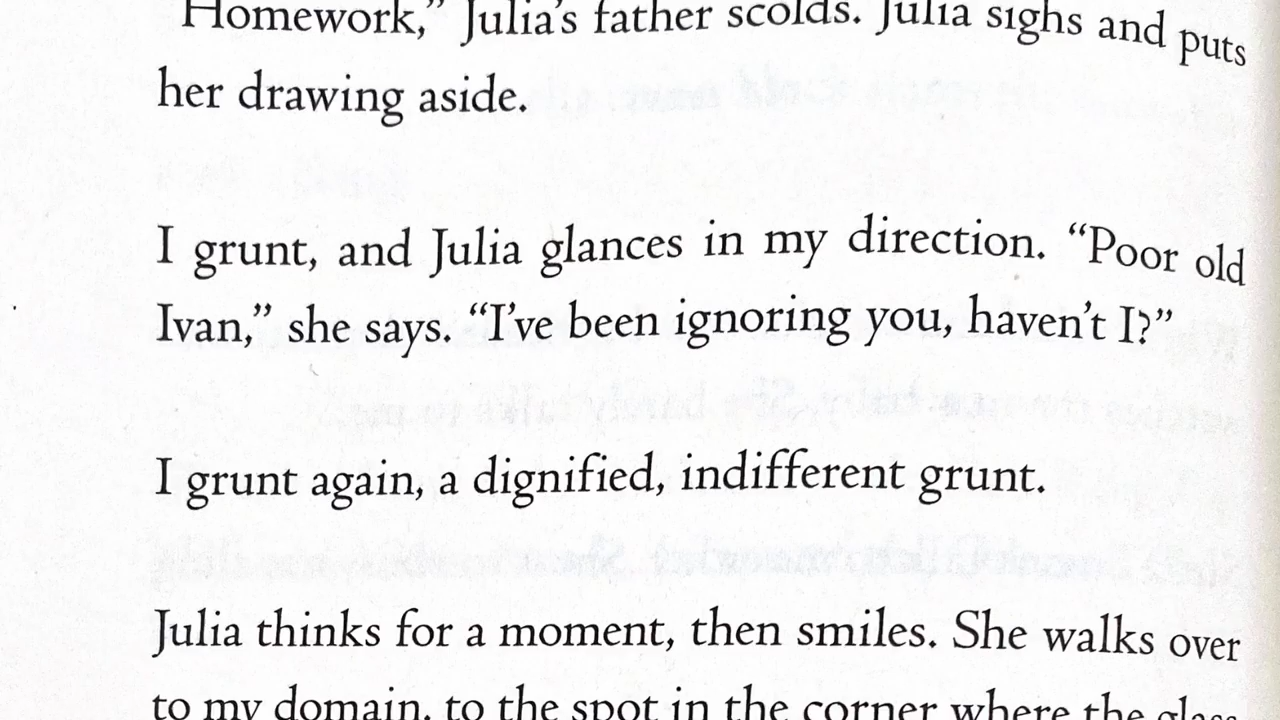 Homework,” Julia’s father scolds. Julia sighs and puts
her drawing aside.
I grunt, and Julia glances in my direction. “Poor old
Ivan,” she says. “I’ve been ignoring you, haven’t I?”
I grunt again, a dignified, indifferent grunt.
Julia thinks for a moment, then smiles. She walks over
to my domain, to the spot in the corner where the glass